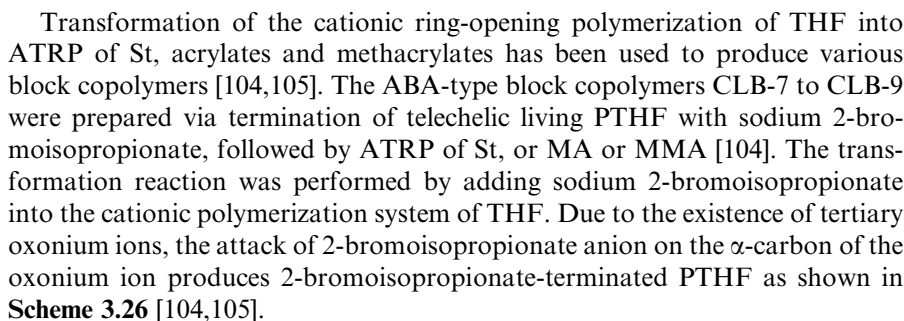 Transformation of the cationic ring-opening polymerization of THF into
ATRP of St, acrylates and methacrylates has been used to produce various
block copolymers [104,105]. The ABA-type block copolymers CLB-7 to CLB-9
were prepared via termination of telechelic living PTHF with sodium 2-bro-
moisopropionate, followed by ATRP of St, or MA or MMA [104]. The trans-
formation reaction was performed by adding sodium 2-bromoisopropionate
into the cationic polymerization system of THF. Due to the existence of tertiary
oxonium ions, the attack of 2-bromoisopropionate anion on the α-carbon of the
oxonium ion produces 2-bromoisopropionate-terminated PTHF as shown in
Scheme 3.26 [104,105].